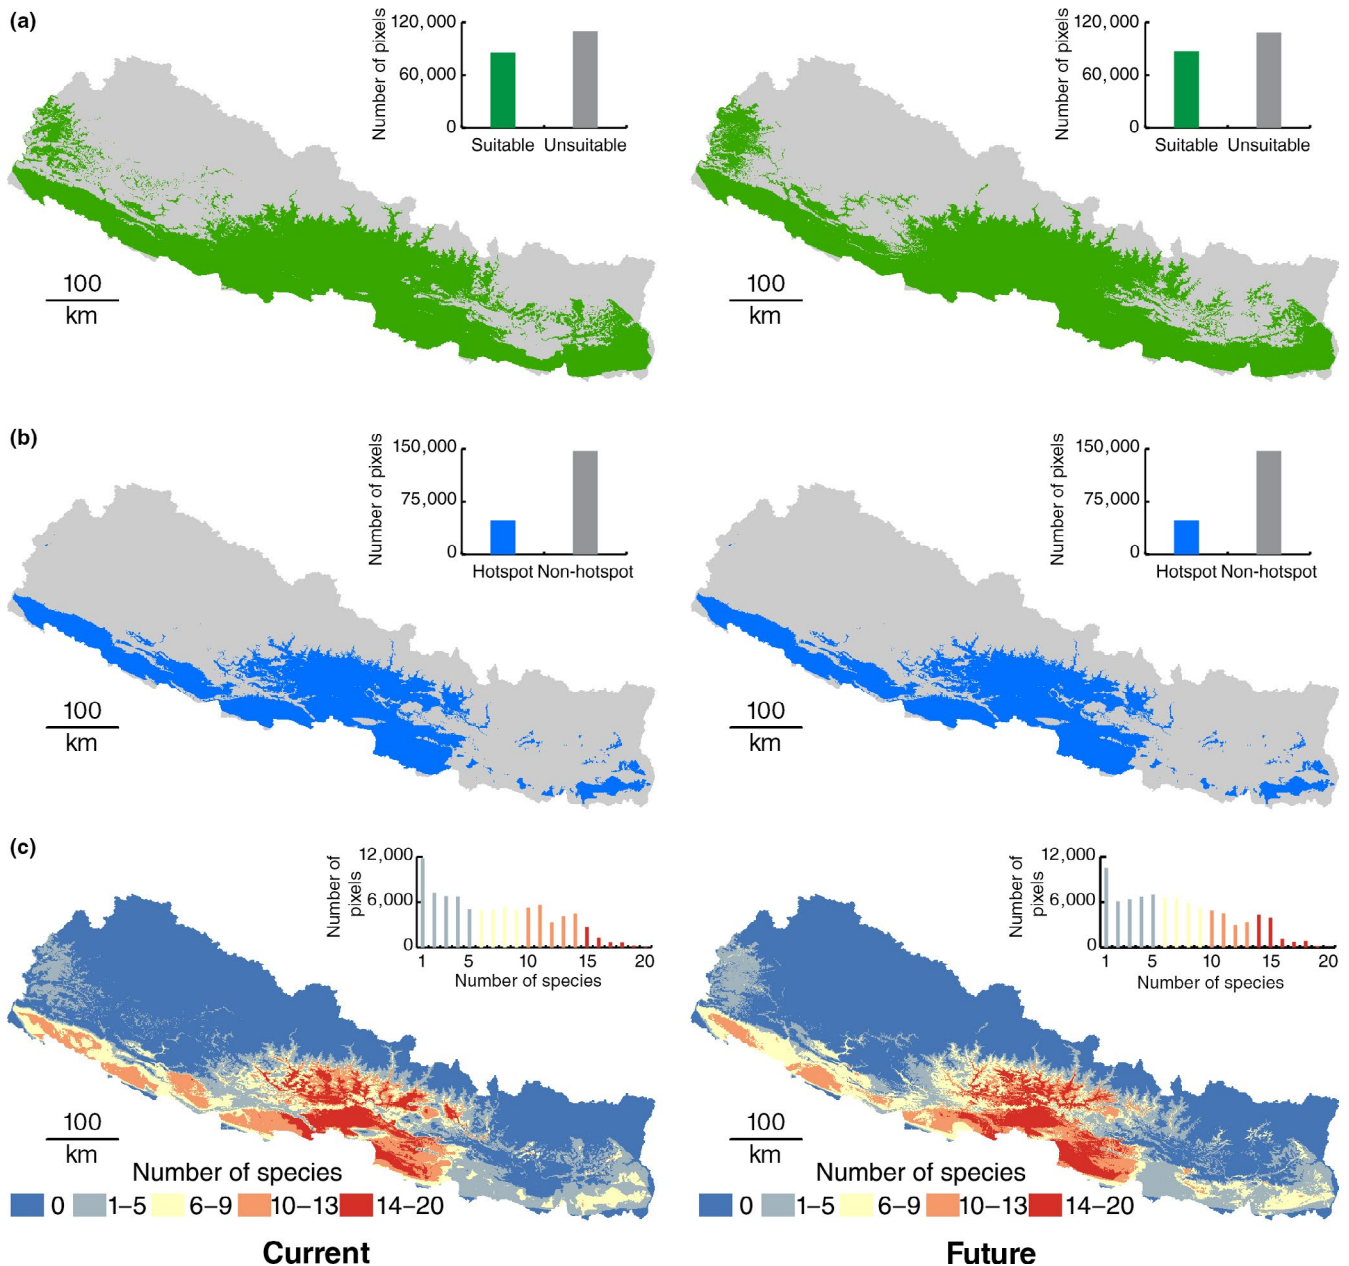 (a)
Number of pixels
120,000
60,000
0
Suitable Unsuitable
100
km
Number of pixels
120,000
60,000
0
Suitable Unsuitable
100
km
(b)
Number of pixels
150,000
75,000
0
Hotspot Non-hotspot
100
km
Number of pixels
150,000
75,000
0
Hotspot Non-hotspot
100
km
(c)
Number of
pixels
12,000
6,000
0
1 5 10 15 20
Number of species
100
km
Number of species
0 1–5 6–9 10–13 14–20
Current
Number of
pixels
12,000
6,000
0
1 5 10 15 20
Number of species
100
km
Number of species
0 1–5 6–9 10–13 14–20
Future